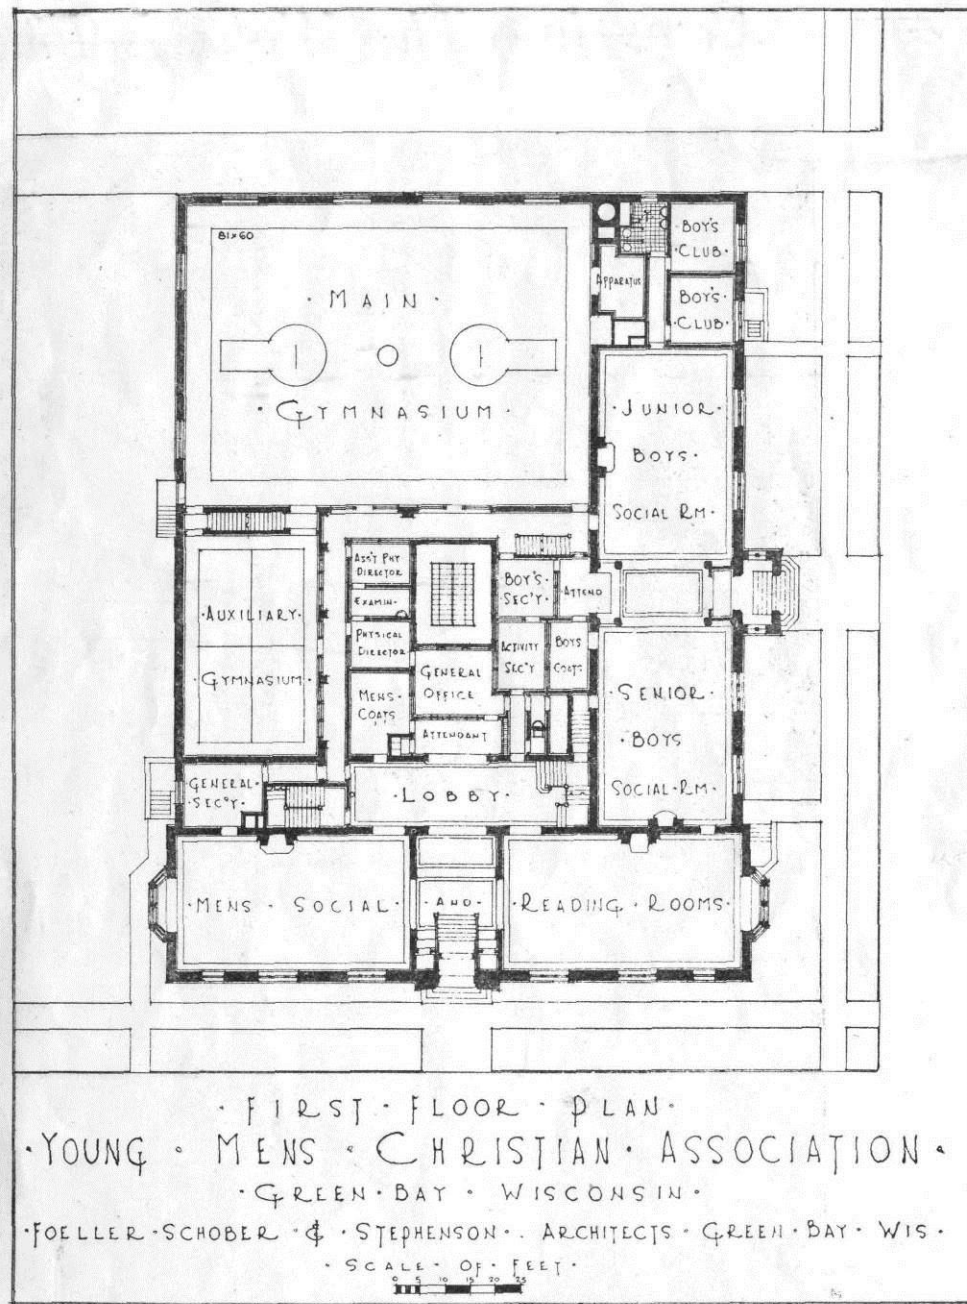 81×60
· MAIN ·
· GYMNASIUM ·
APPARATUS
BOY'S
· CLUB ·
BOY'S
· CLUB ·
· JUNIOR ·
BOYS ·
SOCIAL RM ·
ASS'T PHY
DIRECTOR
EXAMIN ·
PHYSICAL
DIRECTOR
MENS ·
COATS
BOY'S ·
SEC'Y ·
ATTEND
ACTIVITY
SEC'Y
BOYS
COATS
GENERAL
OFFICE ·
ATTENDANT
· AUXILIARY ·
· GYMNASIUM ·
· SENIOR ·
· BOYS
SOCIAL · RM ·
GENERAL ·
SEC'Y ·
· LOBBY ·
· MENS · SOCIAL · · AND · · READING · ROOMS ·
· FIRST · FLOOR · PLAN ·
· YOUNG · MENS · CHRISTIAN · ASSOCIATION ·
· GREEN · BAY · WISCONSIN ·
· FOELLER · SCHOBER · & · STEPHENSON · . ARCHITECTS · GREEN · BAY · WIS ·
· SCALE · OF · FEET ·
0 5 10 15 20 25